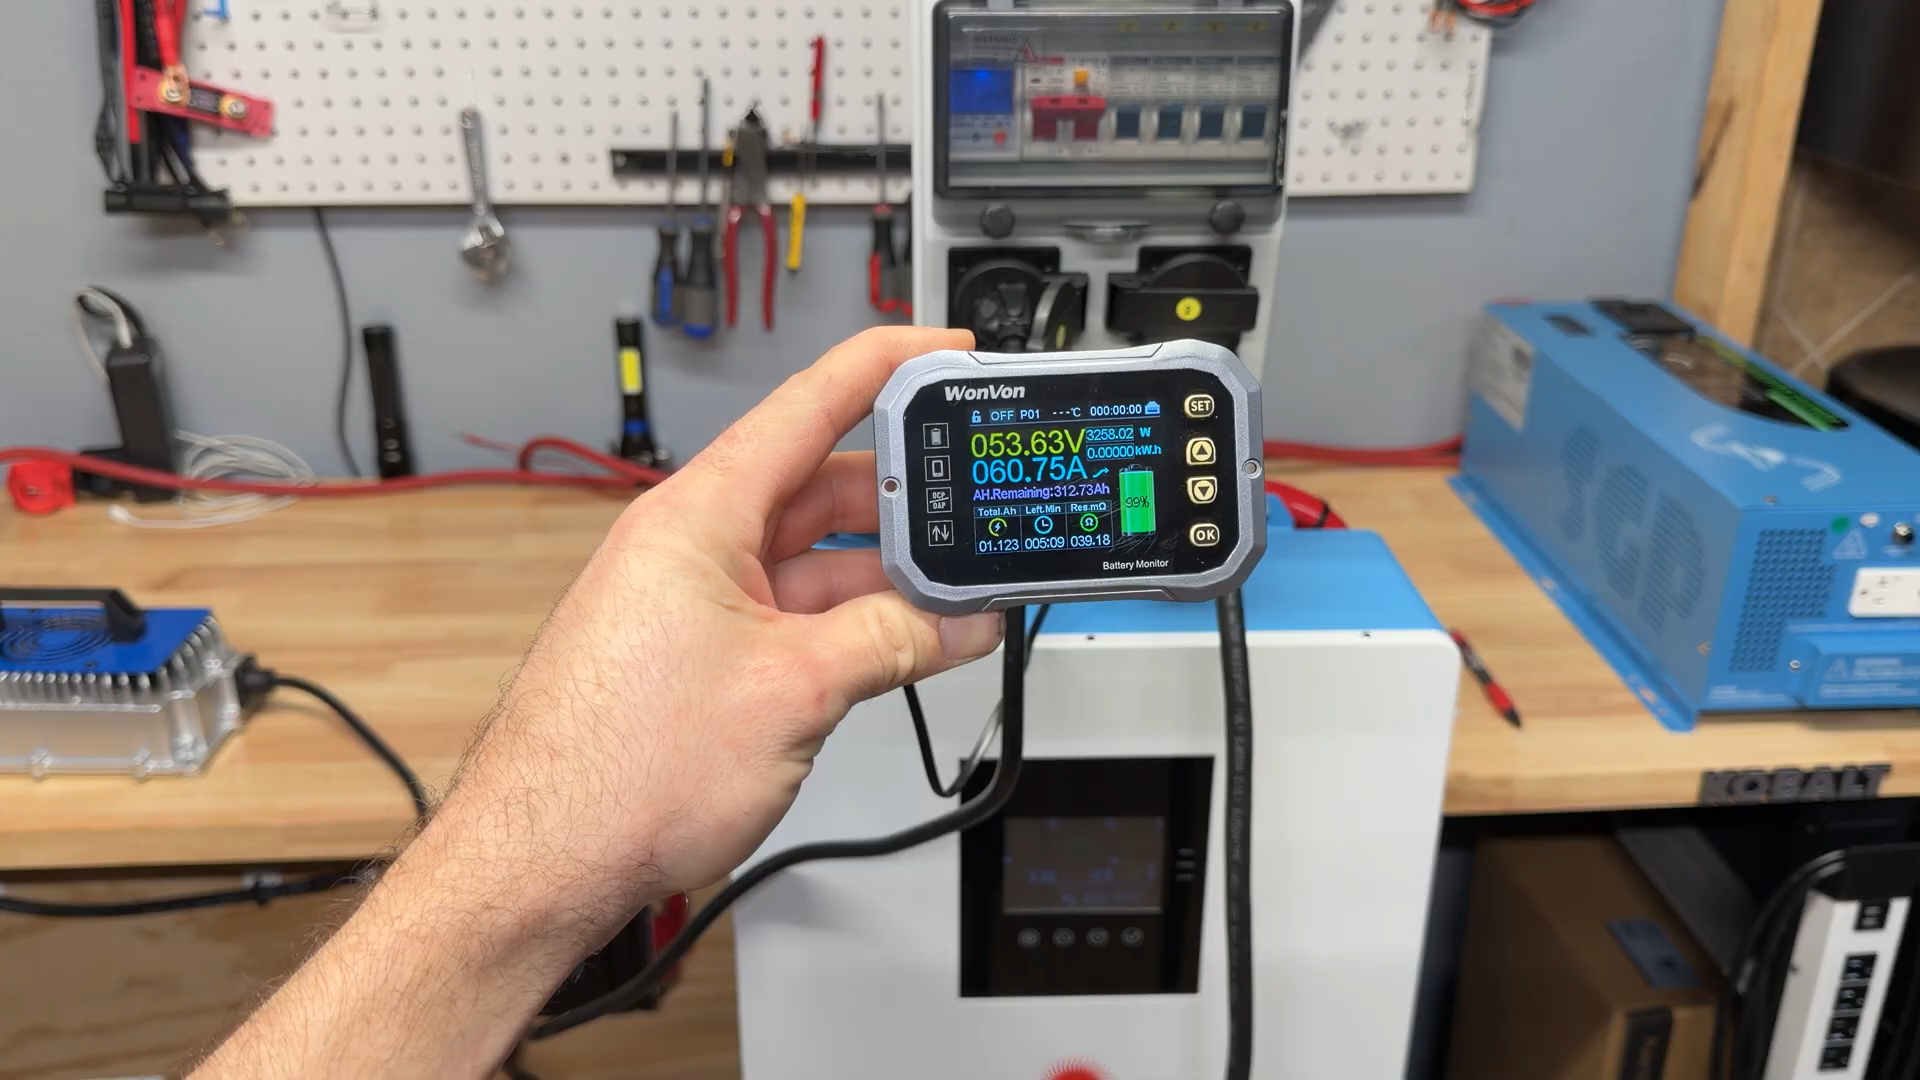 WonVon
OFF P01 ---℃ 000:00:00
053.63V 3258.02 W
0.00000 kW.h
060.75A
AH.Remaining:312.73Ah
Total.Ah Left.Min Res.mΩ
99%
01.123 005:09 039.18
Battery Monitor
SET
OK
OCP
OAP
KOBALT